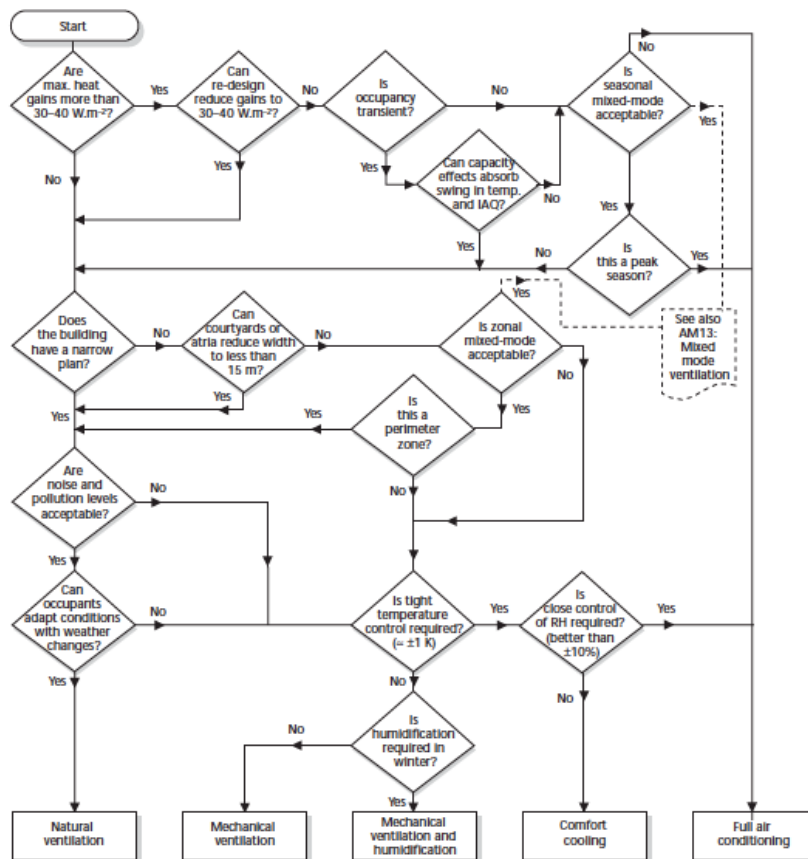 Start
Are
max. heat
gains more than
30–40 W.m⁻²?
Yes
Can
re-design
reduce gains to
30–40 W.m⁻²?
No
Is
occupancy
transient?
No
Is
seasonal
mixed-mode
acceptable?
No
Yes
No
Yes
Yes
Can capacity
effects absorb
swing in temp.
and IAQ?
No
Yes
Yes
Is
this a peak
season?
No
Yes
Does
the building
have a narrow
plan?
No
Can
courtyards or
atria reduce width
to less than
15 m?
No
Yes
Is zonal
mixed-mode
acceptable?
No
See also
AM13:
Mixed
mode
ventilation
Yes
Yes
Yes
Is
this a
perimeter
zone?
Yes
No
Are
noise and
pollution levels
acceptable?
No
Yes
Can
occupants
adapt conditions
with weather
changes?
No
Yes
Is tight
temperature
control required?
(≃ ±1 K)
Yes
No
Is
close control
of RH required?
(better than
±10%)
Yes
No
Is
humidification
required in
winter?
No
Yes
Natural
ventilation
Mechanical
ventilation
Mechanical
ventilation and
humidification
Comfort
cooling
Full air
conditioning